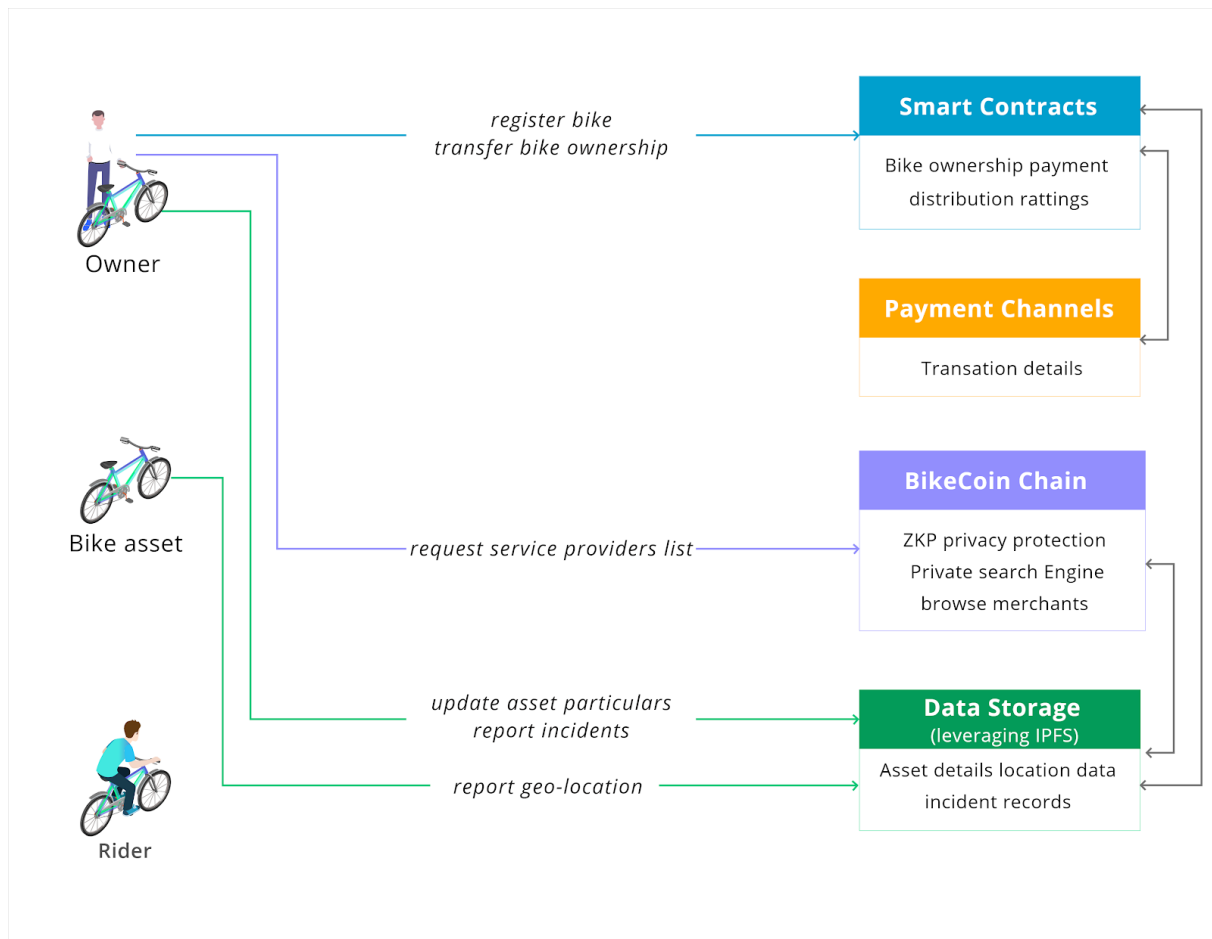 register bike
transfer bike ownership
Owner
Smart Contracts
Bike ownership payment
distribution rattings
Payment Channels
Transation details
Bike asset
request service providers list
BikeCoin Chain
ZKP privacy protection
Private search Engine
browse merchants
update asset particulars
report incidents
report geo-location
Data Storage
(leveraging IPFS)
Asset details location data
incident records
Rider